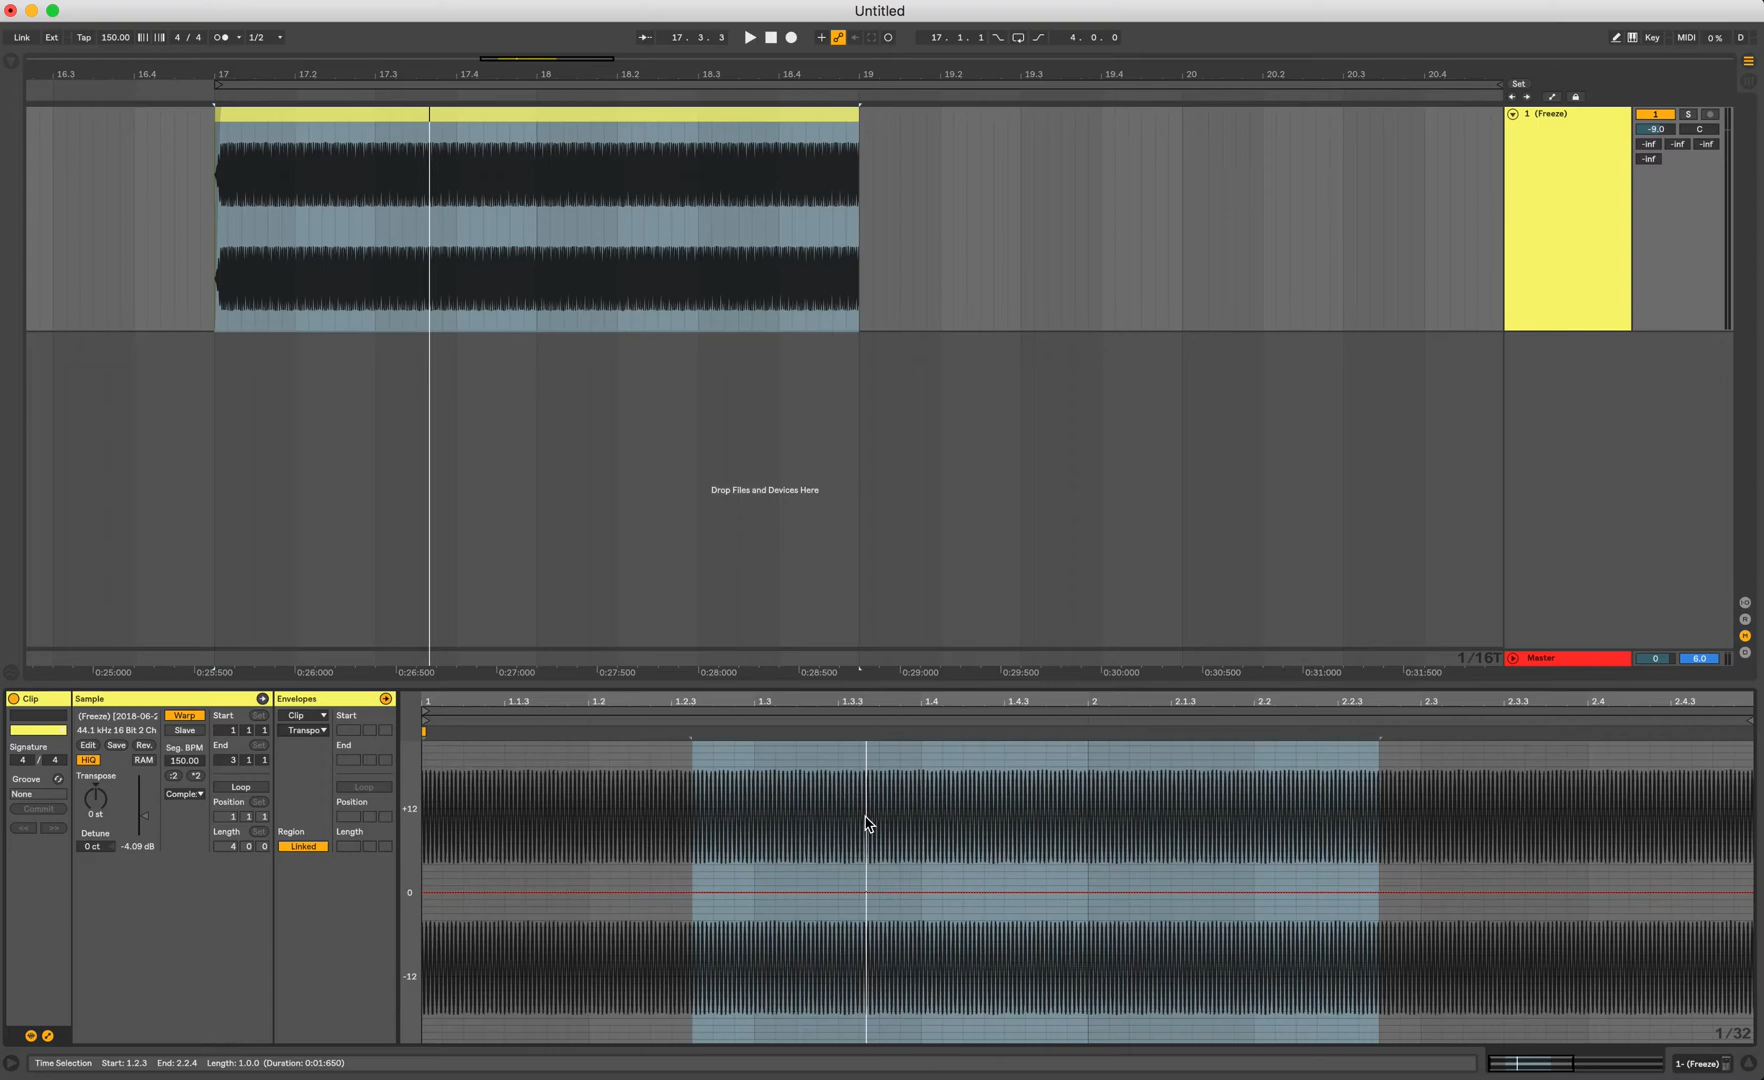 Untitled
Link Ext Tap 150.00 4 / 4 1/2 17 . 3 . 3 17 . 1 . 1 4 . 0 . 0 Key MIDI 0 % D
16.3 16.4 17 17.2 17.3 17.4 18 18.2 18.3 18.4 19 19.2 19.3 19.4 20 20.2 20.3 20.4
Set
1 (Freeze) 1 S
-9.0 C
-inf -inf -inf
-inf
Drop Files and Devices Here
1/16T
Master 0 6.0
0:25:000 0:25:500 0:26:000 0:26:500 0:27:000 0:27:500 0:28:000 0:28:500 0:29:000 0:29:500 0:30:000 0:30:500 0:31:000 0:31:500
Clip Sample Envelopes
1 1.1.3 1.2 1.2.3 1.3 1.3.3 1.4 1.4.3 2 2.1.3 2.2 2.2.3 2.3 2.3.3 2.4 2.4.3
(Freeze) [2018-06-2 Warp Start Set Clip Start
44.1 kHz 16 Bit 2 Ch Slave 1 1 1 Transpo
Signature Edit Save Rev. Seg. BPM End Set End
4 / 4 HiQ RAM 150.00 3 1 1
Groove Transpose :2 *2
None Comple: Loop Loop
Commit 0 st Position Set Position
<< >> 1 1 1
Detune Length Set Region Length
0 ct -4.09 dB 4 0 0 Linked
+12
0
-12
1/32
Time Selection Start: 1.2.3 End: 2.2.4 Length: 1.0.0 (Duration: 0:01:650)
1- (Freeze)